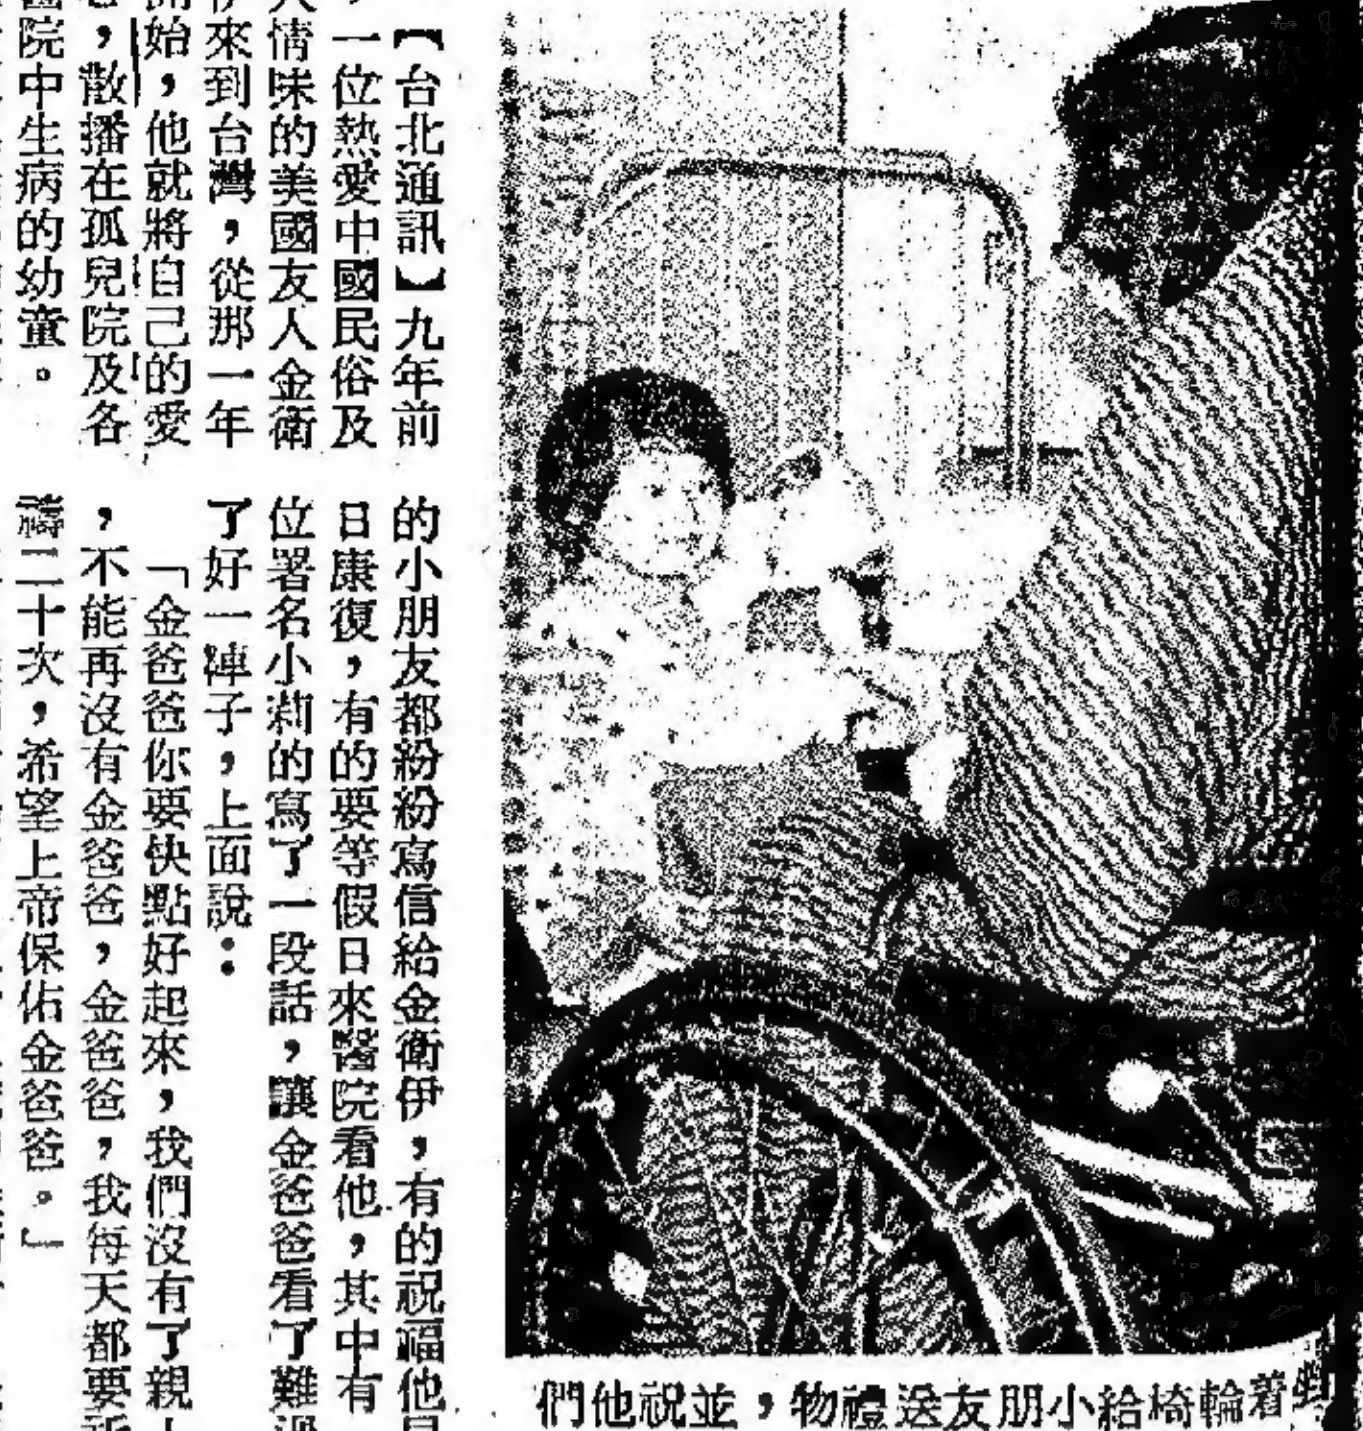 【台北通訊】九年前
，一位熱愛中國民俗及
人情味的美國友人金衛
伊來到台灣，從那一年
開始，他就將自己的愛
，散播在孤兒院及各
醫院中生病的幼童。
的小朋友都紛紛寫信給金衛伊，有的祝福他早
日康復，有的要等假日來醫院看他，其中有
位署名小莉的寫了一段話，讓金爸爸看了難過
了好一陣子，上面說：
「金爸爸你要快點好起來，我們沒有了親
，不能再沒有金爸爸，金爸爸，我每天都要祈
禱二十次，希望上帝保佑金爸爸。」
着輪椅給小朋友送禮物，並祝他們